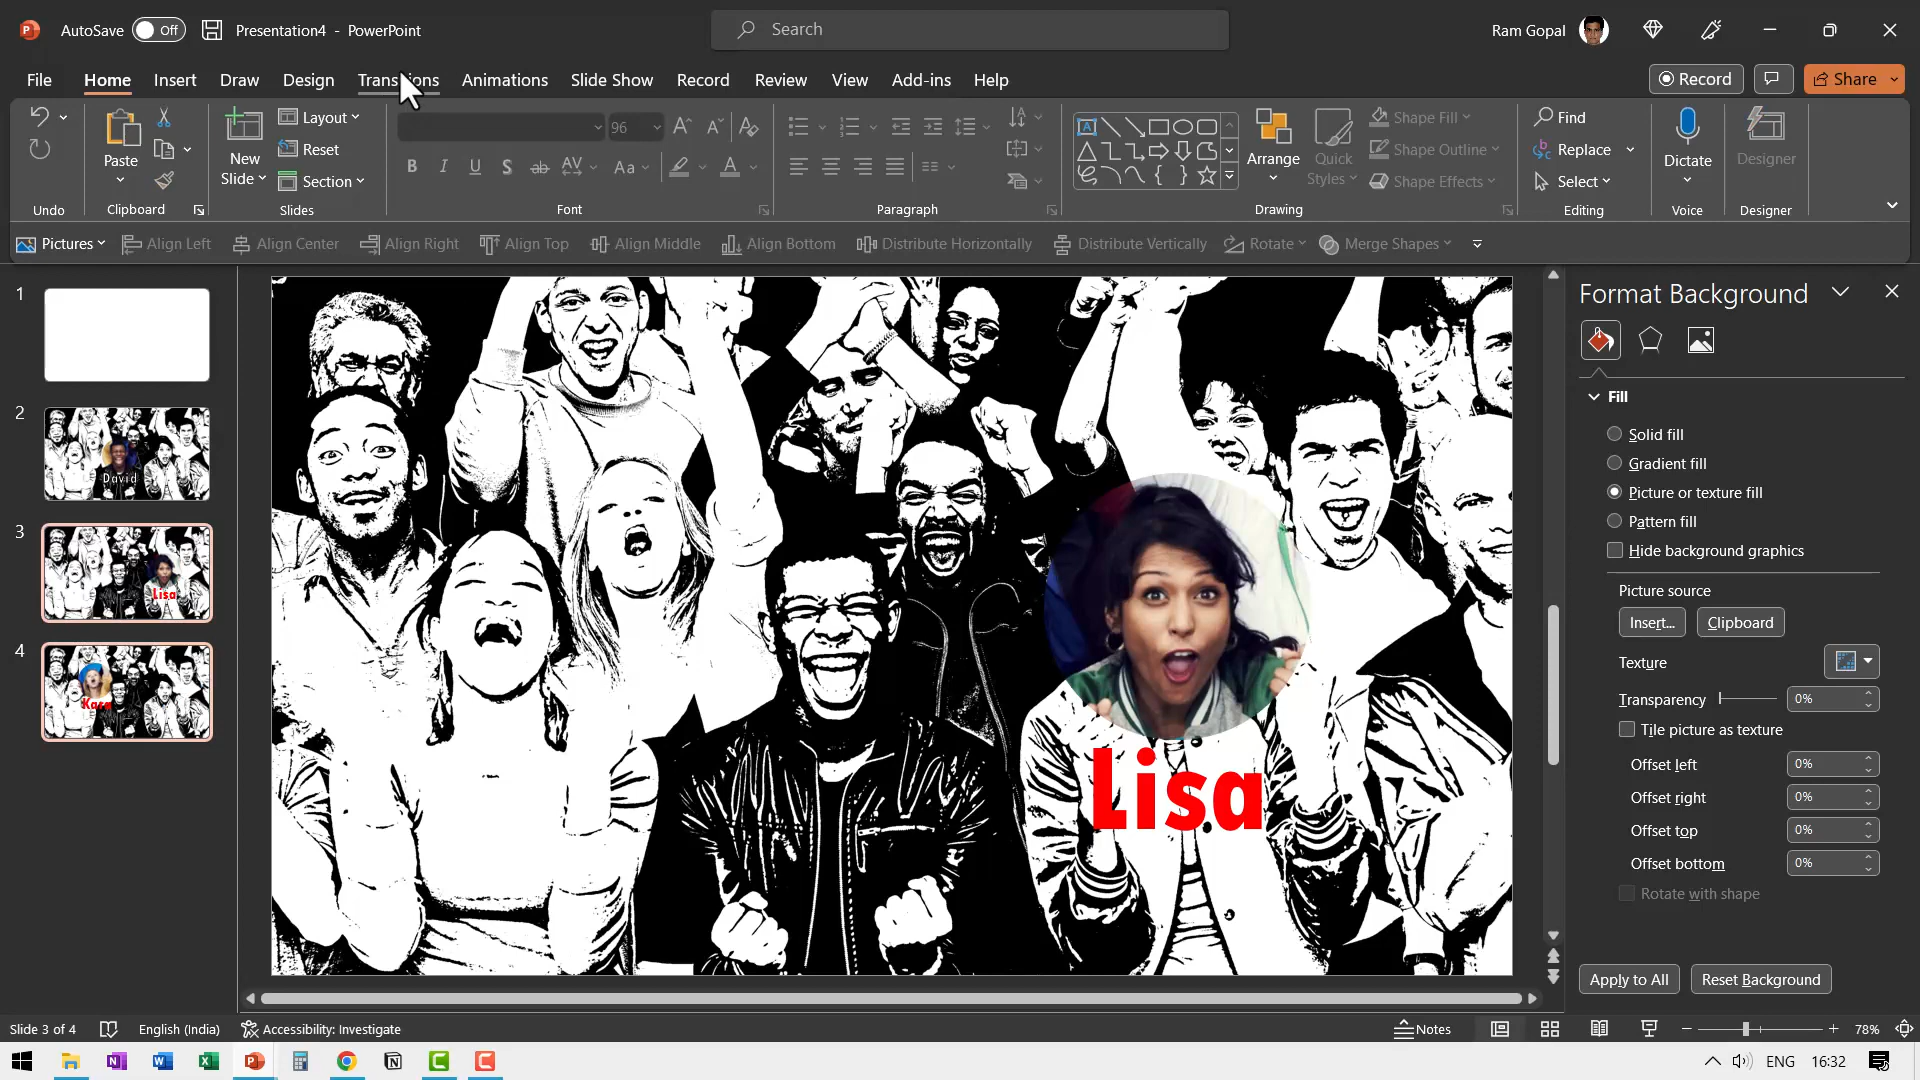 AutoSave Off Presentation4 - PowerPoint Search Ram Gopal
File Home Insert Draw Design Transitions Animations Slide Show Record Review View Add-ins Help Record Share
Paste
New
Slide
Layout
Reset
Section
96
Arrange
Quick
Styles
Shape Fill
Shape Outline
Shape Effects
Find
Replace
Select
Dictate
Designer
Undo Clipboard Slides Font Paragraph Drawing Editing Voice Designer
Pictures Align Left Align Center Align Right Align Top Align Middle Align Bottom Distribute Horizontally Distribute Vertically Rotate Merge Shapes
1
2
David
3
Lisa
4
Kara
Lisa
Format Background
Fill
Solid fill
Gradient fill
Picture or texture fill
Pattern fill
Hide background graphics
Picture source
Insert... Clipboard
Texture
Transparency 0%
Tile picture as texture
Offset left 0%
Offset right 0%
Offset top 0%
Offset bottom 0%
Rotate with shape
Apply to All Reset Background
Slide 3 of 4 English (India) Accessibility: Investigate Notes 78%
ENG 16:32